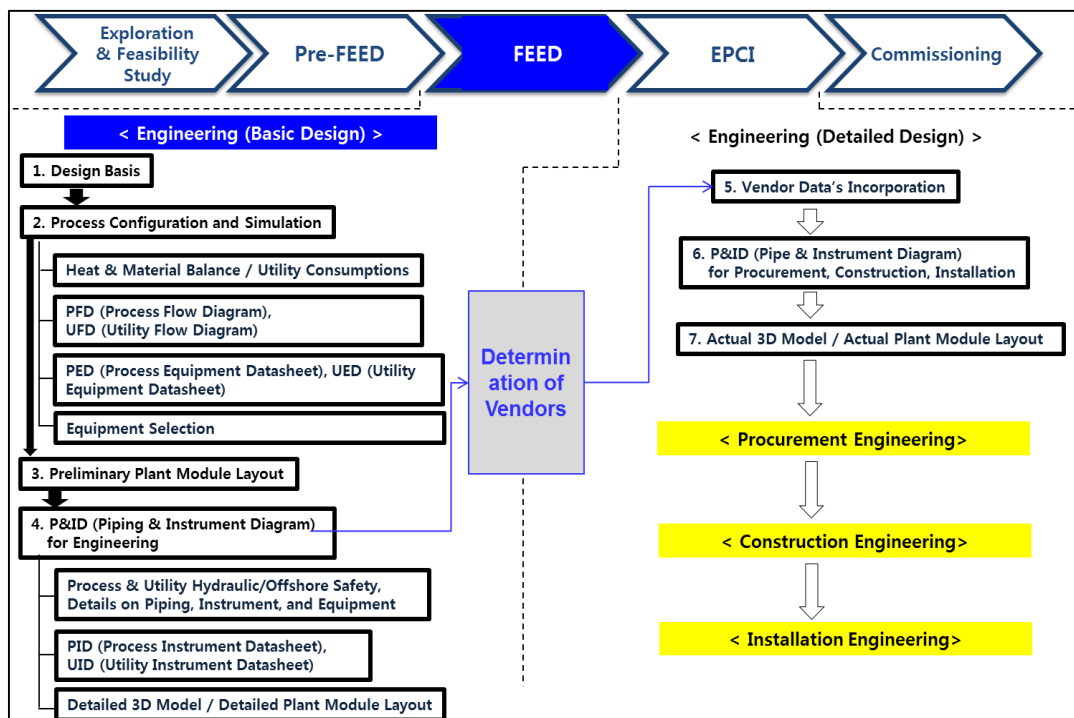 Exploration
& Feasibility
Study
Pre-FEED
FEED
EPCI
Commissioning
< Engineering (Basic Design) >
1. Design Basis
2. Process Configuration and Simulation
Heat & Material Balance / Utility Consumptions
PFD (Process Flow Diagram),
UFD (Utility Flow Diagram)
PED (Process Equipment Datasheet), UED (Utility
Equipment Datasheet)
Equipment Selection
3. Preliminary Plant Module Layout
4. P&ID (Piping & Instrument Diagram)
for Engineering
Process & Utility Hydraulic/Offshore Safety,
Details on Piping, Instrument, and Equipment
PID (Process Instrument Datasheet),
UID (Utility Instrument Datasheet)
Detailed 3D Model / Detailed Plant Module Layout
Determin
ation of
Vendors
< Engineering (Detailed Design) >
5. Vendor Data's Incorporation
6. P&ID (Pipe & Instrument Diagram)
for Procurement, Construction, Installation
7. Actual 3D Model / Actual Plant Module Layout
< Procurement Engineering>
< Construction Engineering>
< Installation Engineering>